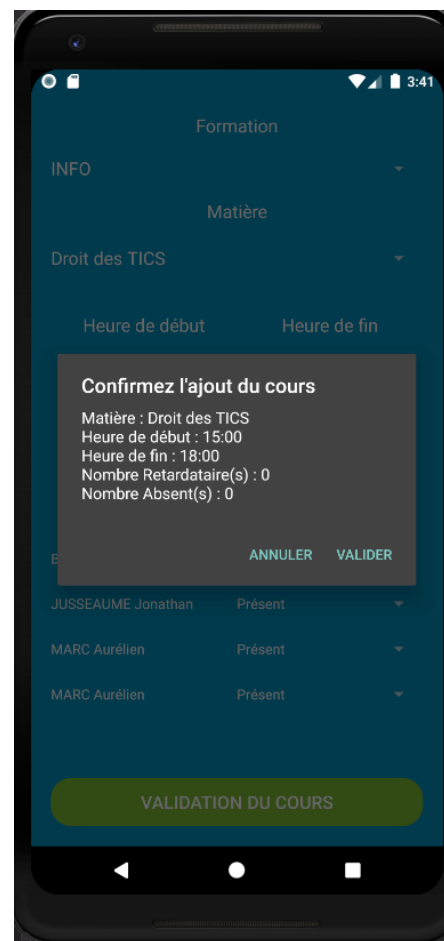 3:41
Formation
INFO
Matière
Droit des TICS
Heure de début Heure de fin
Confirmez l'ajout du cours
Matière : Droit des TICS
Heure de début : 15:00
Heure de fin : 18:00
Nombre Retardataire(s) : 0
Nombre Absent(s) : 0
ANNULER VALIDER
JUSSEAUME Jonathan Présent
MARC Aurélien Présent
MARC Aurélien Présent
VALIDATION DU COURS